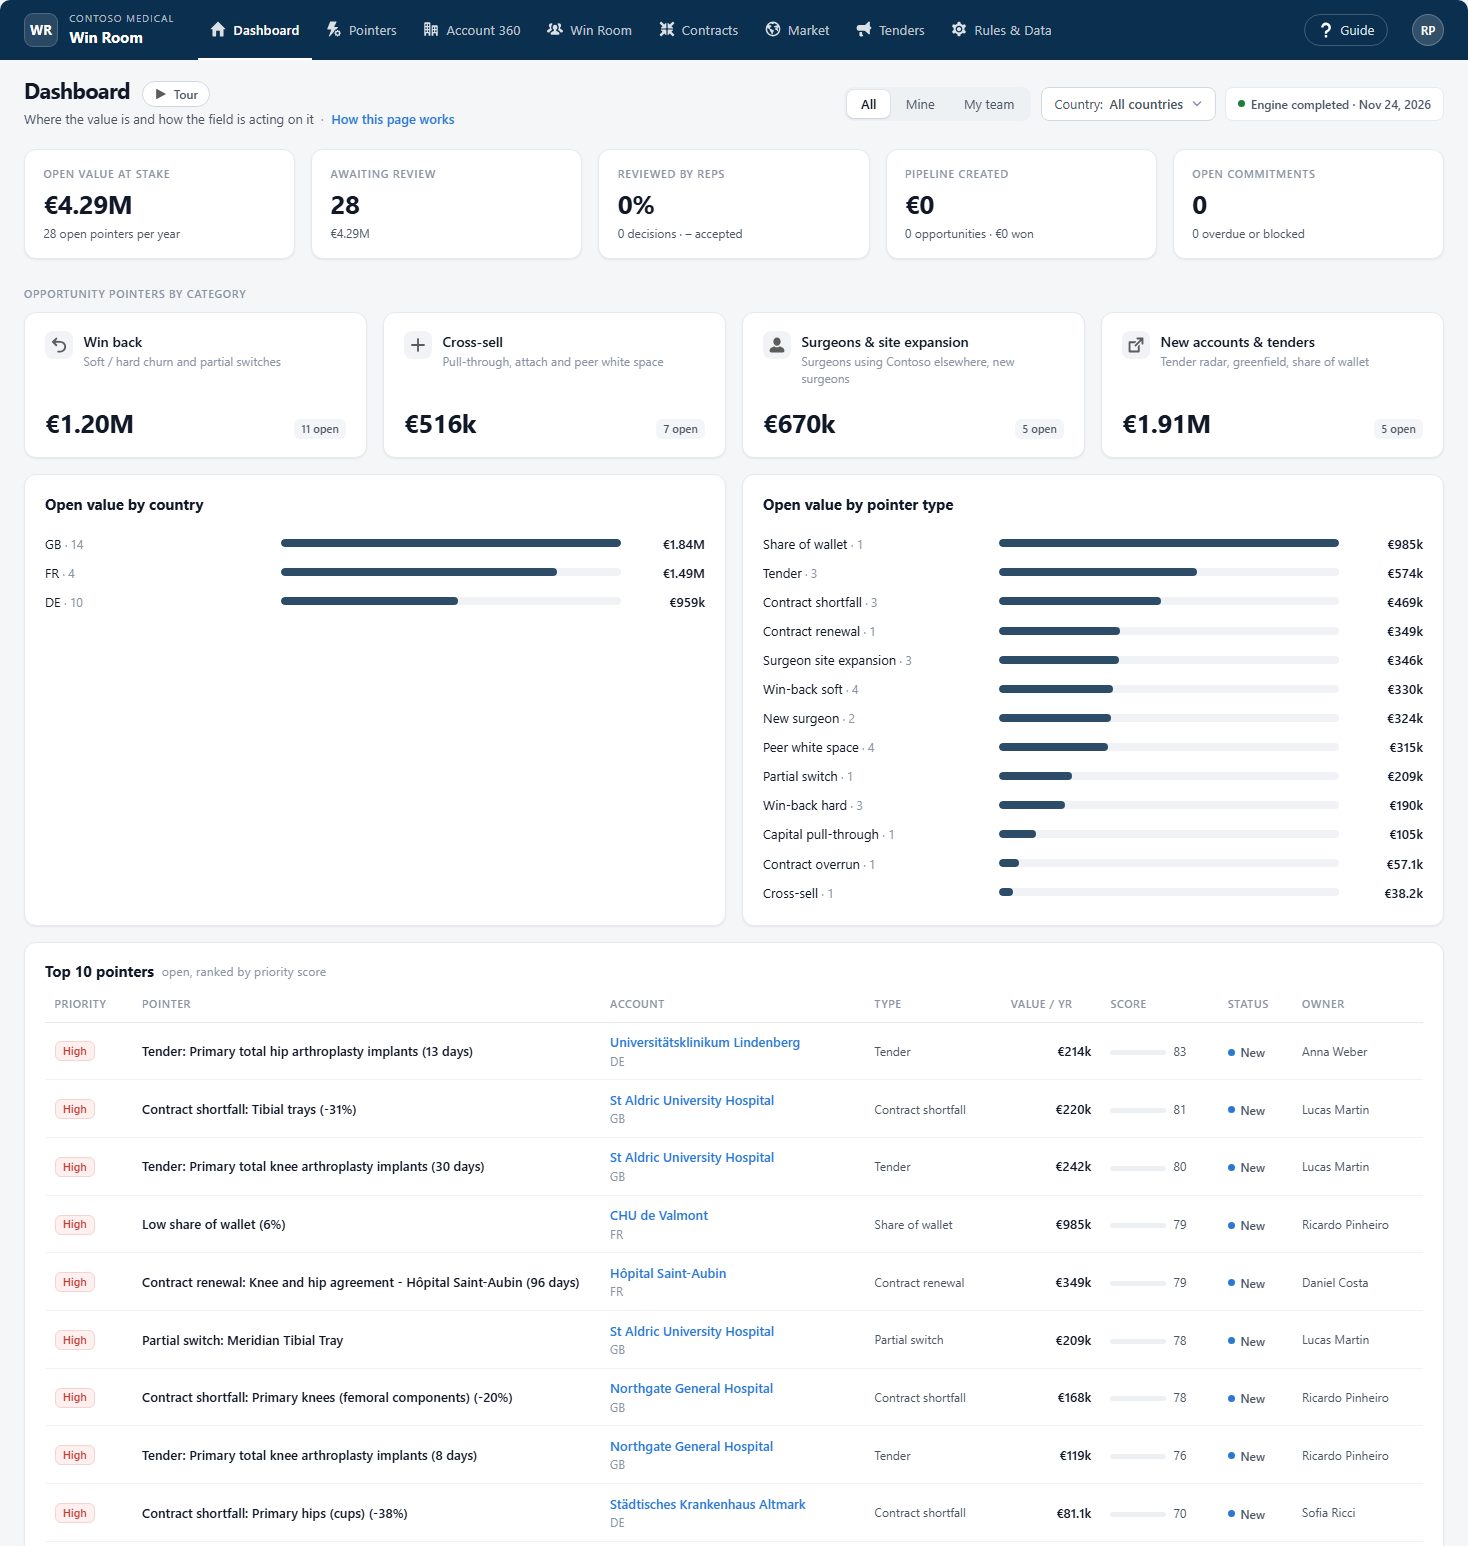 WR
CONTOSO MEDICAL
Win Room
Dashboard
Pointers
Account 360
Win Room
Contracts
Market
Tenders
Rules & Data
? Guide
RP
Dashboard
Tour
Where the value is and how the field is acting on it · How this page works
All
Mine
My team
Country: All countries
Engine completed · Nov 24, 2026
OPEN VALUE AT STAKE
€4.29M
28 open pointers per year
AWAITING REVIEW
28
€4.29M
REVIEWED BY REPS
0%
0 decisions · – accepted
PIPELINE CREATED
€0
0 opportunities · €0 won
OPEN COMMITMENTS
0
0 overdue or blocked
OPPORTUNITY POINTERS BY CATEGORY
Win back
Soft / hard churn and partial switches
€1.20M
11 open
Cross-sell
Pull-through, attach and peer white space
€516k
7 open
Surgeons & site expansion
Surgeons using Contoso elsewhere, new
surgeons
€670k
5 open
New accounts & tenders
Tender radar, greenfield, share of wallet
€1.91M
5 open
Open value by country
GB · 14 €1.84M
FR · 4 €1.49M
DE · 10 €959k
Open value by pointer type
Share of wallet · 1 €985k
Tender · 3 €574k
Contract shortfall · 3 €469k
Contract renewal · 1 €349k
Surgeon site expansion · 3 €346k
Win-back soft · 4 €330k
New surgeon · 2 €324k
Peer white space · 4 €315k
Partial switch · 1 €209k
Win-back hard · 3 €190k
Capital pull-through · 1 €105k
Contract overrun · 1 €57.1k
Cross-sell · 1 €38.2k
Top 10 pointers open, ranked by priority score
PRIORITY POINTER ACCOUNT TYPE VALUE / YR SCORE STATUS OWNER
High Tender: Primary total hip arthroplasty implants (13 days) Universitätsklinikum Lindenberg Tender €214k 83 New Anna Weber
DE
High Contract shortfall: Tibial trays (-31%) St Aldric University Hospital Contract shortfall €220k 81 New Lucas Martin
GB
High Tender: Primary total knee arthroplasty implants (30 days) St Aldric University Hospital Tender €242k 80 New Lucas Martin
GB
High Low share of wallet (6%) CHU de Valmont Share of wallet €985k 79 New Ricardo Pinheiro
FR
High Contract renewal: Knee and hip agreement - Hôpital Saint-Aubin (96 days) Hôpital Saint-Aubin Contract renewal €349k 79 New Daniel Costa
FR
High Partial switch: Meridian Tibial Tray St Aldric University Hospital Partial switch €209k 78 New Lucas Martin
GB
High Contract shortfall: Primary knees (femoral components) (-20%) Northgate General Hospital Contract shortfall €168k 78 New Ricardo Pinheiro
GB
High Tender: Primary total knee arthroplasty implants (8 days) Northgate General Hospital Tender €119k 76 New Ricardo Pinheiro
GB
High Contract shortfall: Primary hips (cups) (-38%) Städtisches Krankenhaus Altmark Contract shortfall €81.1k 70 New Sofia Ricci
DE